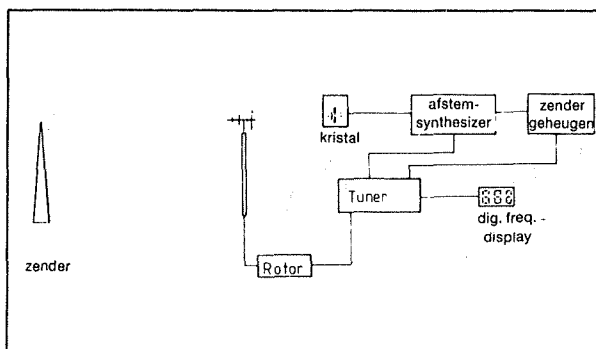 zender
kristal
afstem-
synthesizer
zender
geheugen
Tuner
dig. freq. -
display
Rotor